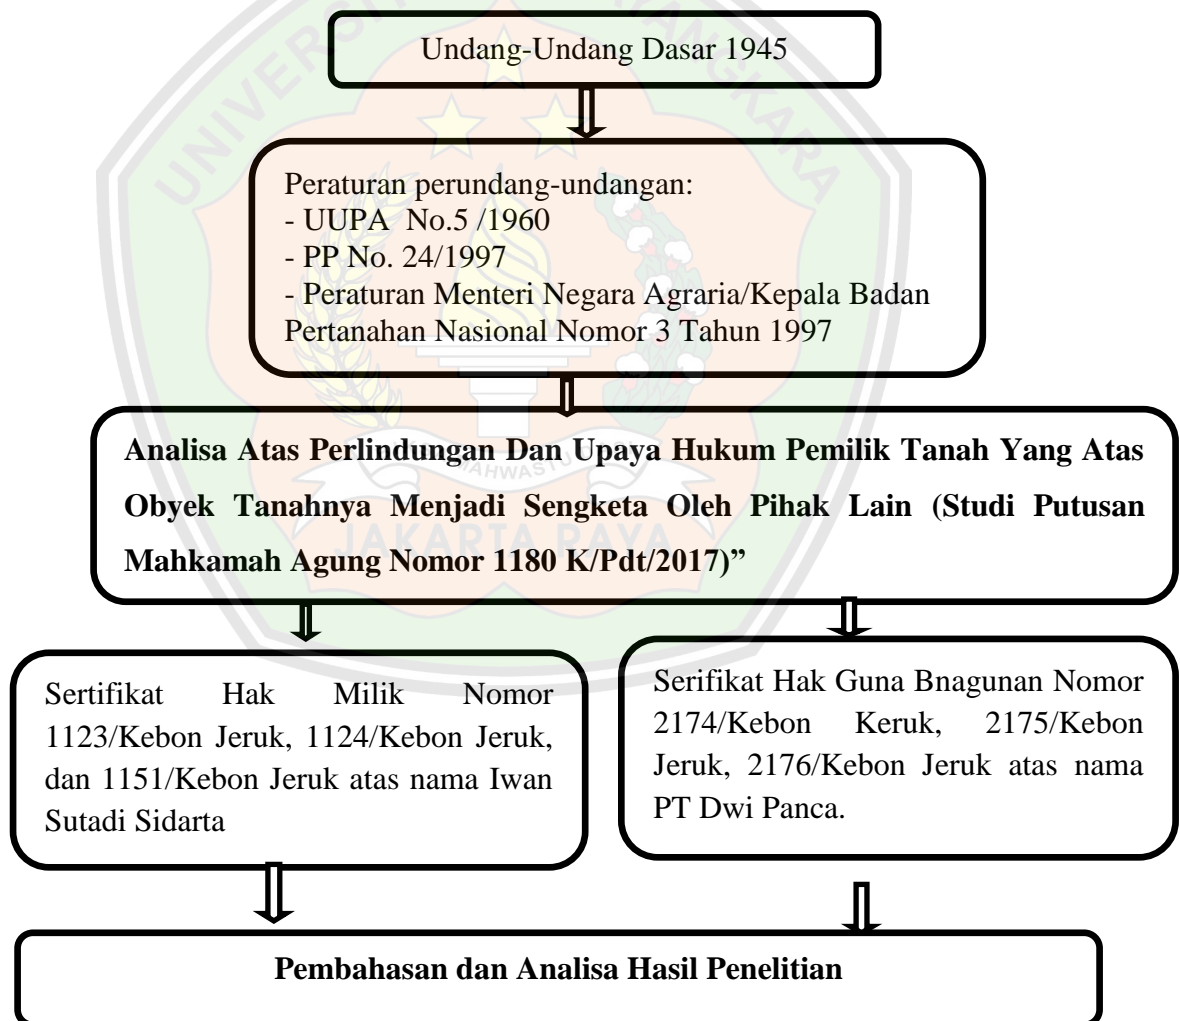 Undang-Undang Dasar 1945
Peraturan perundang-undangan:
- UUPA No.5 /1960
- PP No. 24/1997
- Peraturan Menteri Negara Agraria/Kepala Badan
Pertanahan Nasional Nomor 3 Tahun 1997
Analisa Atas Perlindungan Dan Upaya Hukum Pemilik Tanah Yang Atas
Obyek Tanahnya Menjadi Sengketa Oleh Pihak Lain (Studi Putusan
Mahkamah Agung Nomor 1180 K/Pdt/2017)”
Sertifikat Hak Milik Nomor
1123/Kebon Jeruk, 1124/Kebon Jeruk,
dan 1151/Kebon Jeruk atas nama Iwan
Sutadi Sidarta
Serifikat Hak Guna Bnagunan Nomor
2174/Kebon Keruk, 2175/Kebon
Jeruk, 2176/Kebon Jeruk atas nama
PT Dwi Panca.
Pembahasan dan Analisa Hasil Penelitian
JAKARTA RAYA